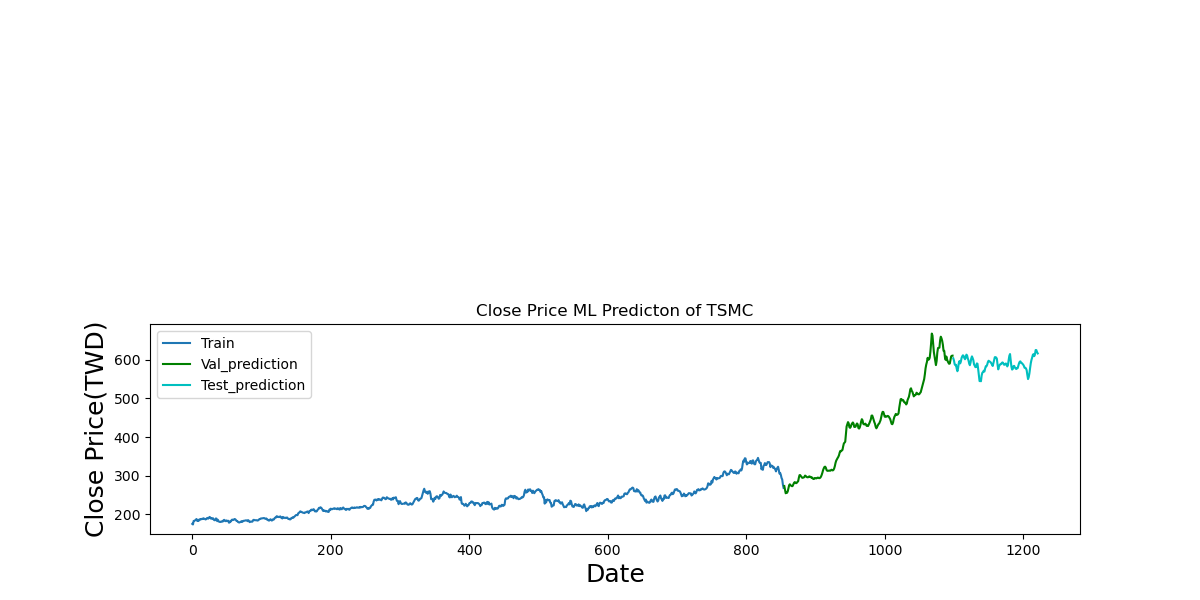 Close Price ML Predicton of TSMC
Close Price(TWD)
600
500
400
300
200
Train
Val_prediction
Test_prediction
0 200 400 600 800 1000 1200
Date